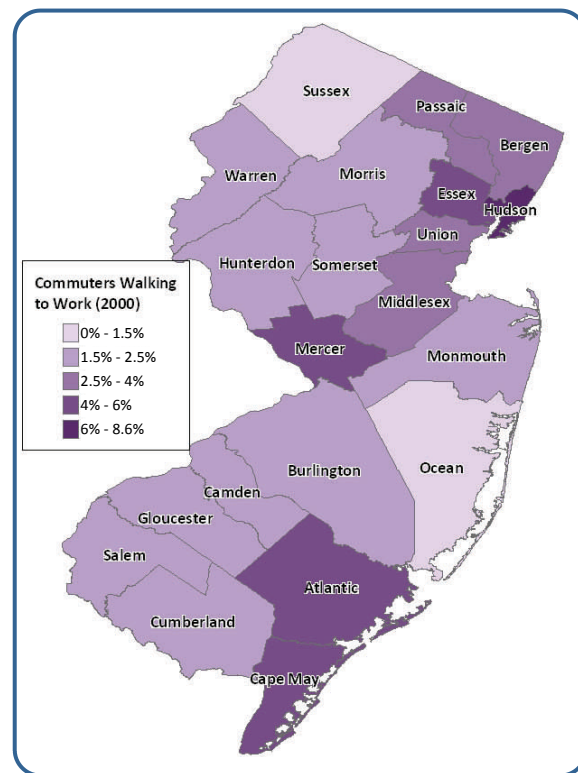 Sussex
Passaic
Bergen
Warren
Morris
Essex
Hudson
Union
Hunterdon
Somerset
Middlesex
Commuters Walking
to Work (2000)
0% - 1.5%
1.5% - 2.5%
2.5% - 4%
4% - 6%
6% - 8.6%
Mercer
Monmouth
Burlington
Ocean
Camden
Gloucester
Salem
Atlantic
Cumberland
Cape May